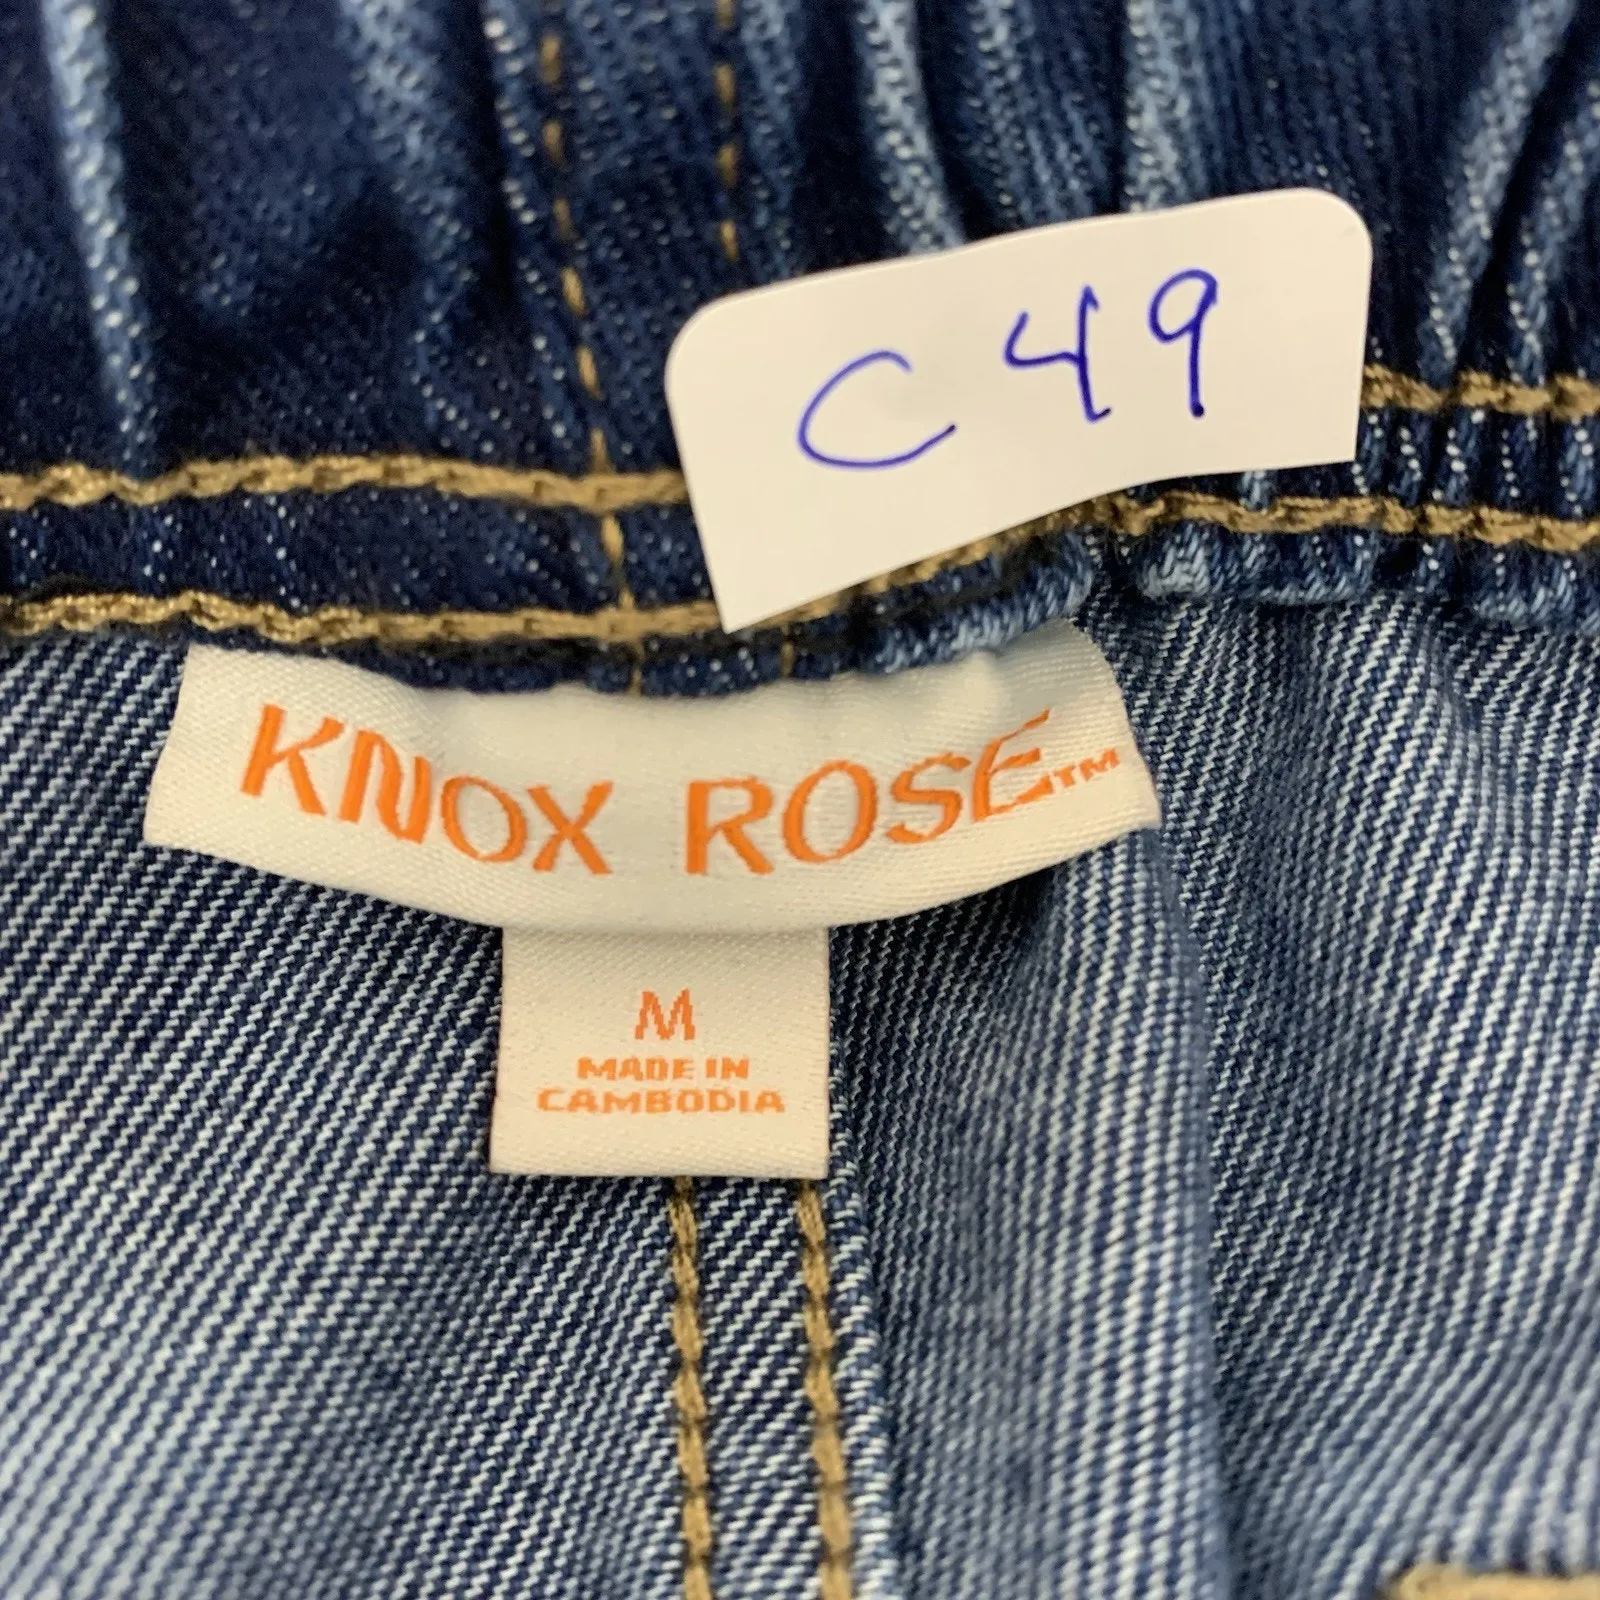 C49
KNOX ROSE™
M
MADE IN
CAMBODIA